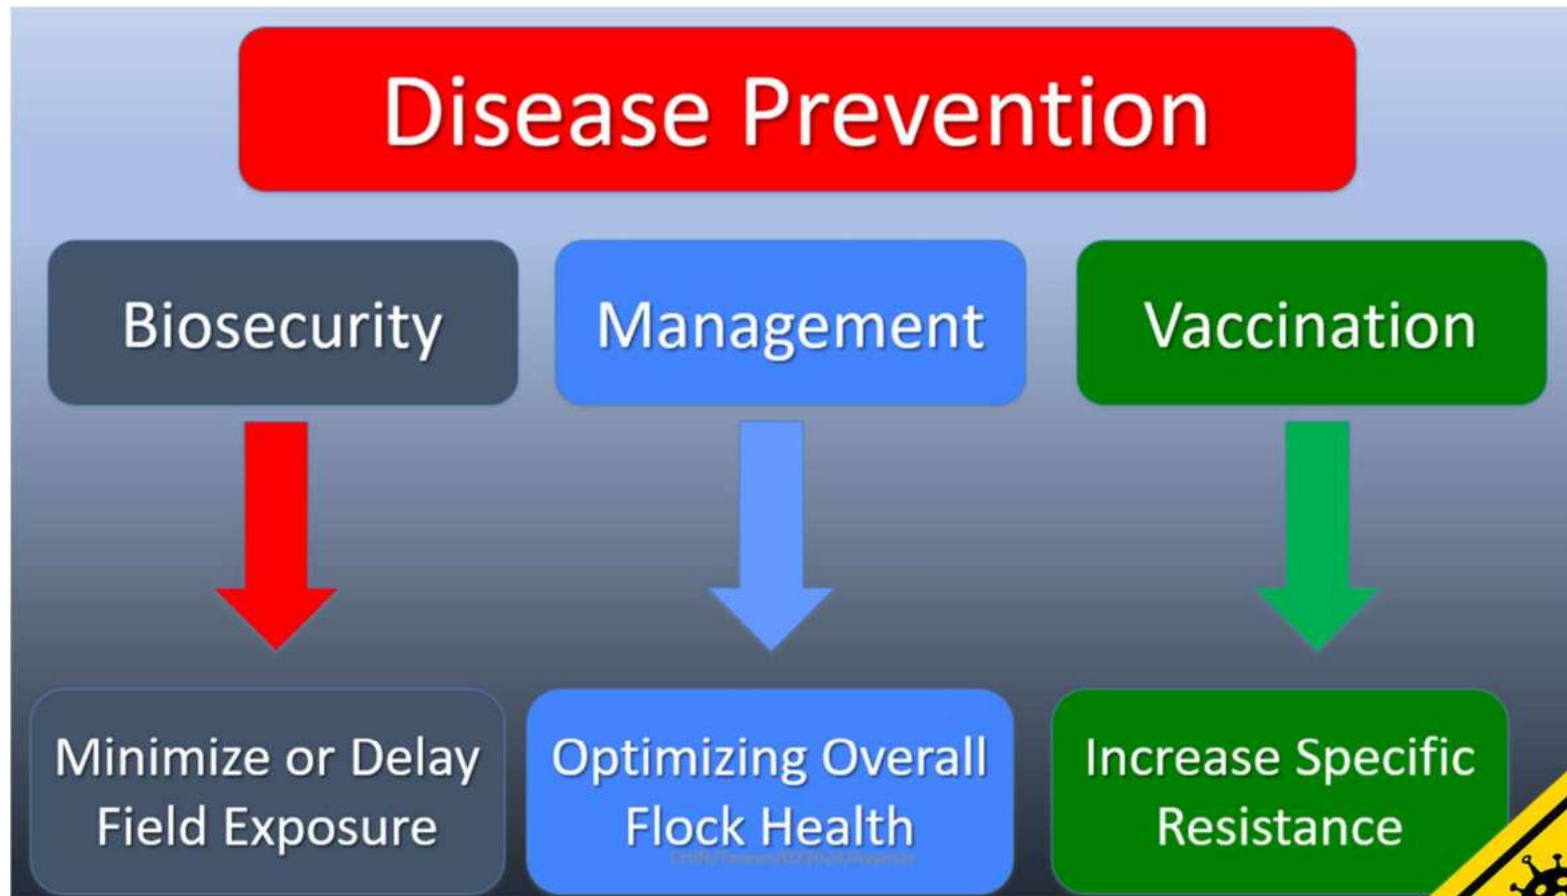 Disease Prevention
Biosecurity
Management
Vaccination
Minimize or Delay
Field Exposure
Optimizing Overall
Flock Health
Increase Specific
Resistance